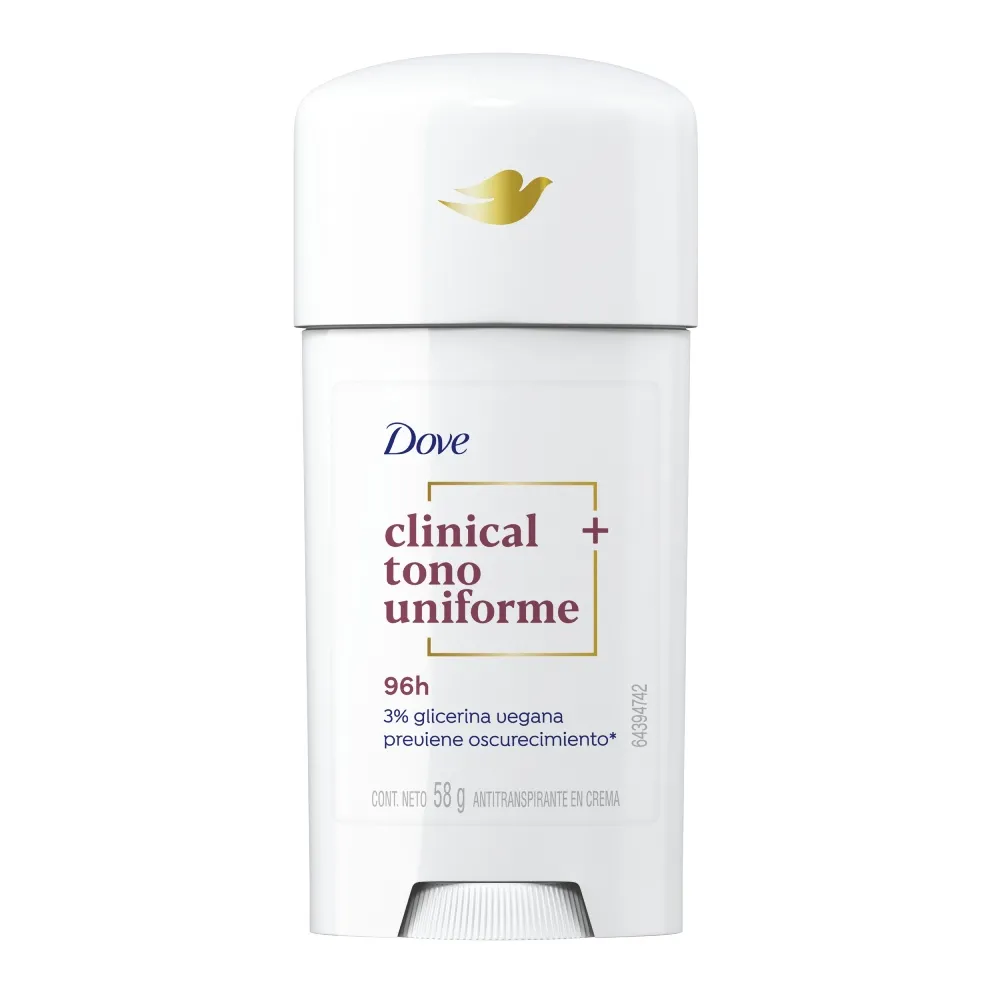 Dove
clinical +
tono
uniforme
96h
3% glicerina vegana
previene oscurecimiento*
64394742
CONT. NETO 58 g ANTITRANSPIRANTE EN CREMA